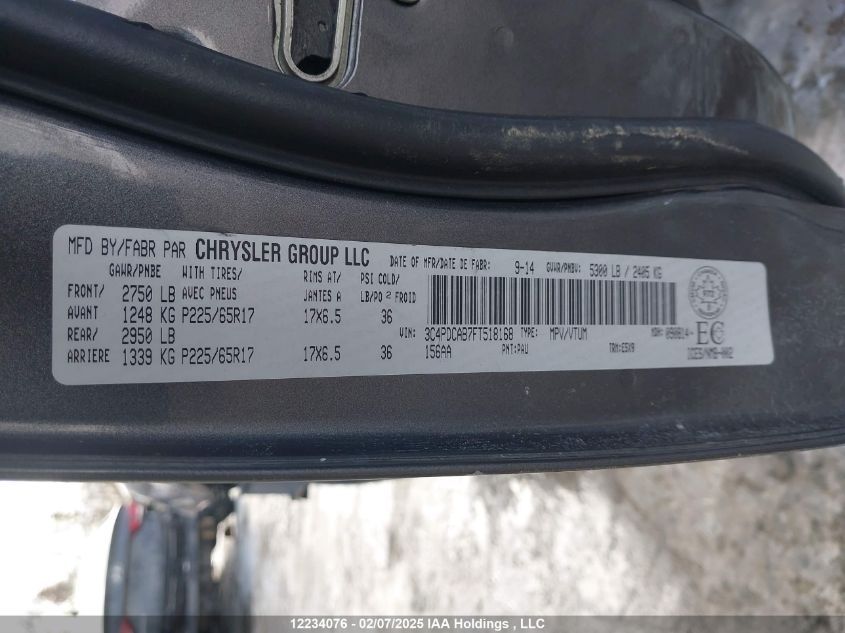 MFD BY/FABR PAR CHRYSLER GROUP LLC DATE OF MFR/DATE DE FABR: 9-14 GVWR/PNBV: 5300 LB / 2405 KG
GAWR/PNBE WITH TIRES/ RIMS AT/ PSI COLD/
FRONT/ 2750 LB AVEC PNEUS JANTES A LB/PO 2 FROID
AVANT 1248 KG P225/65R17 17X6.5 36
REAR/ 2950 LB VIN: 3C4PDCAB7FT518168 TYPE: MPV/VTUM MDH: 090814
ARRIERE 1339 KG P225/65R17 17X6.5 36 156AA PNT:PAU EC
12234076 - 02/07/2025 IAA Holdings , LLC